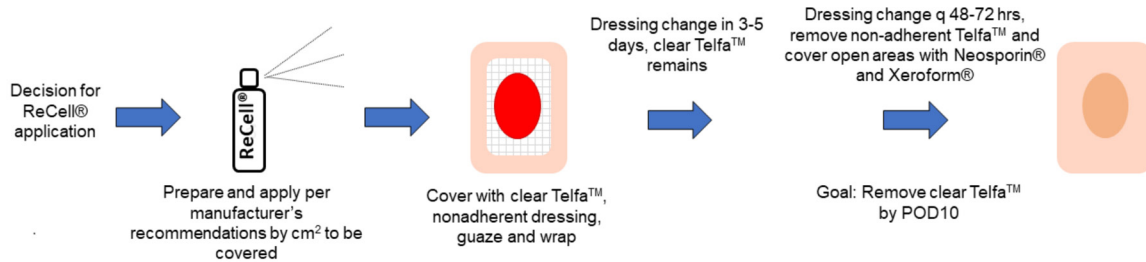 Decision for
ReCell®
application
ReCell®
Prepare and apply per
manufacturer's
recommendations by cm² to be
covered
Cover with clear Telfa™,
nonadherent dressing,
guaze and wrap
Dressing change in 3-5
days, clear Telfa™
remains
Dressing change q 48-72 hrs,
remove non-adherent Telfa™ and
cover open areas with Neosporin®
and Xeroform®
Goal: Remove clear Telfa™
by POD10